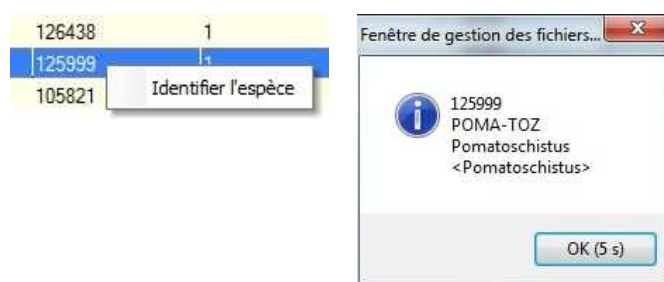 126438 1
125999 1
Identifier l'espèce
105821
Fenêtre de gestion des fichiers...
125999
POMA-TOZ
Pomatoschistus
<Pomatoschistus>
OK (5 s)